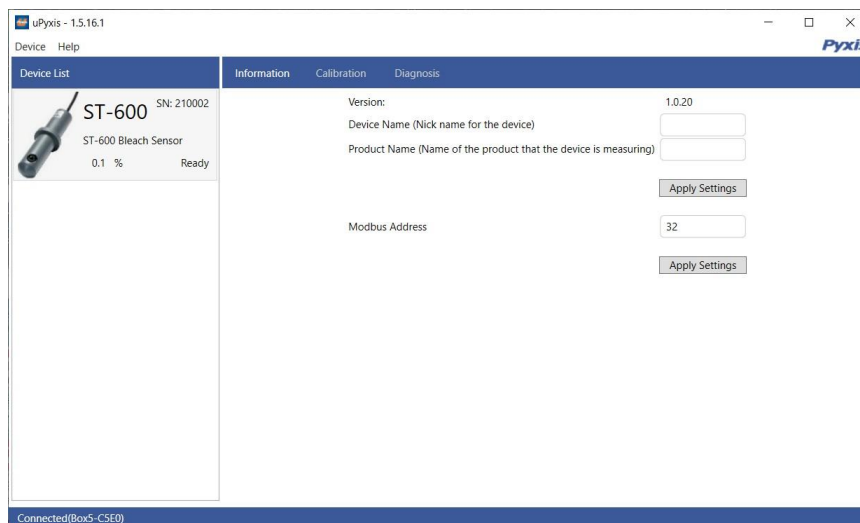 uPyxis - 1.5.16.1
Device Help
Pyxi
Device List
Information Calibration Diagnosis
ST-600 SN: 210002
ST-600 Bleach Sensor
0.1 % Ready
Version: 1.0.20
Device Name (Nick name for the device)
Product Name (Name of the product that the device is measuring)
Apply Settings
Modbus Address 32
Apply Settings
Connected(Box5-C5E0)